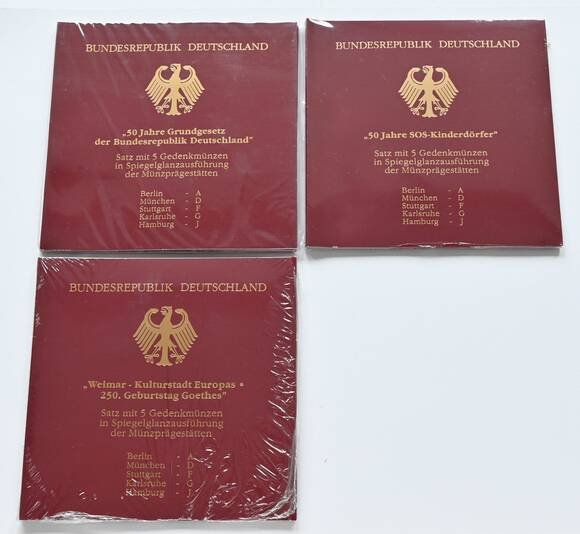 BUNDESREPUBLIK DEUTSCHLAND
„50 Jahre Grundgesetz
der Bundesrepublik Deutschland"
Satz mit 5 Gedenkmünzen
in Spiegelglanzausführung
der Münzprägestätten
Berlin - A
München - D
Stuttgart - F
Karlsruhe - G
Hamburg - J
BUNDESREPUBLIK DEUTSCHLAND
„50 Jahre SOS-Kinderdörfer"
Satz mit 5 Gedenkmünzen
in Spiegelglanzausführung
der Münzprägestätten
Berlin - A
München - D
Stuttgart - F
Karlsruhe - G
Hamburg - J
BUNDESREPUBLIK DEUTSCHLAND
„Weimar - Kulturstadt Europas •
250. Geburtstag Goethes"
Satz mit 5 Gedenkmünzen
in Spiegelglanzausführung
der Münzprägestätten
Berlin - A
München - D
Stuttgart - F
Karlsruhe - G
Hamburg - J